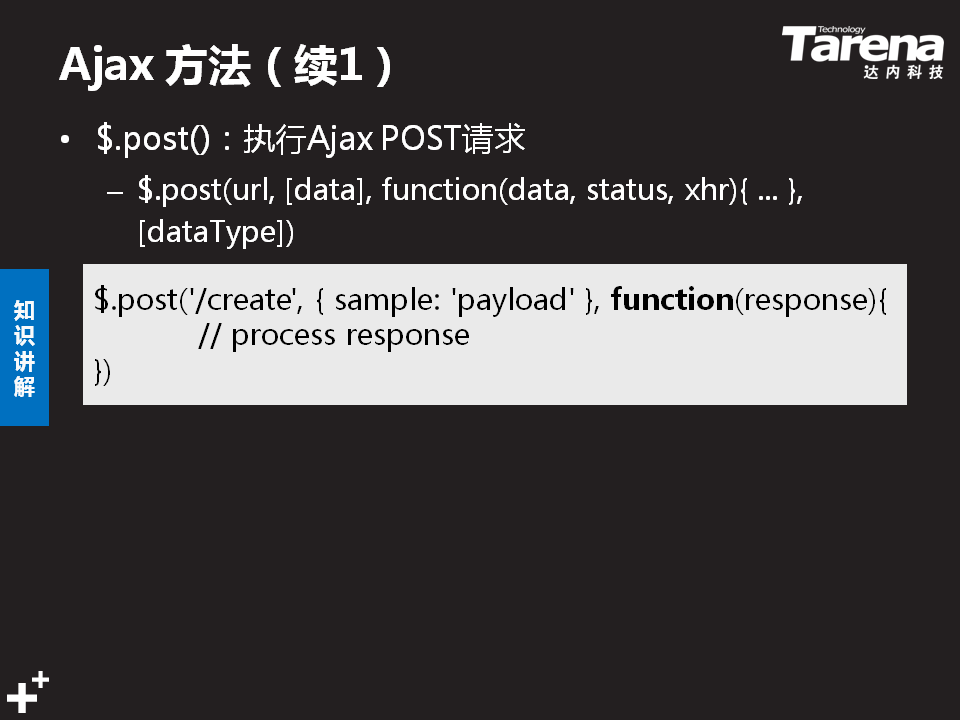 Ajax 方法（续1）
Technology
Tarena
达内科技
• $.post()：执行Ajax POST请求
– $.post(url, [data], function(data, status, xhr){ ... },
[dataType])
知识讲解
$.post('/create', { sample: 'payload' }, function(response){
// process response
})